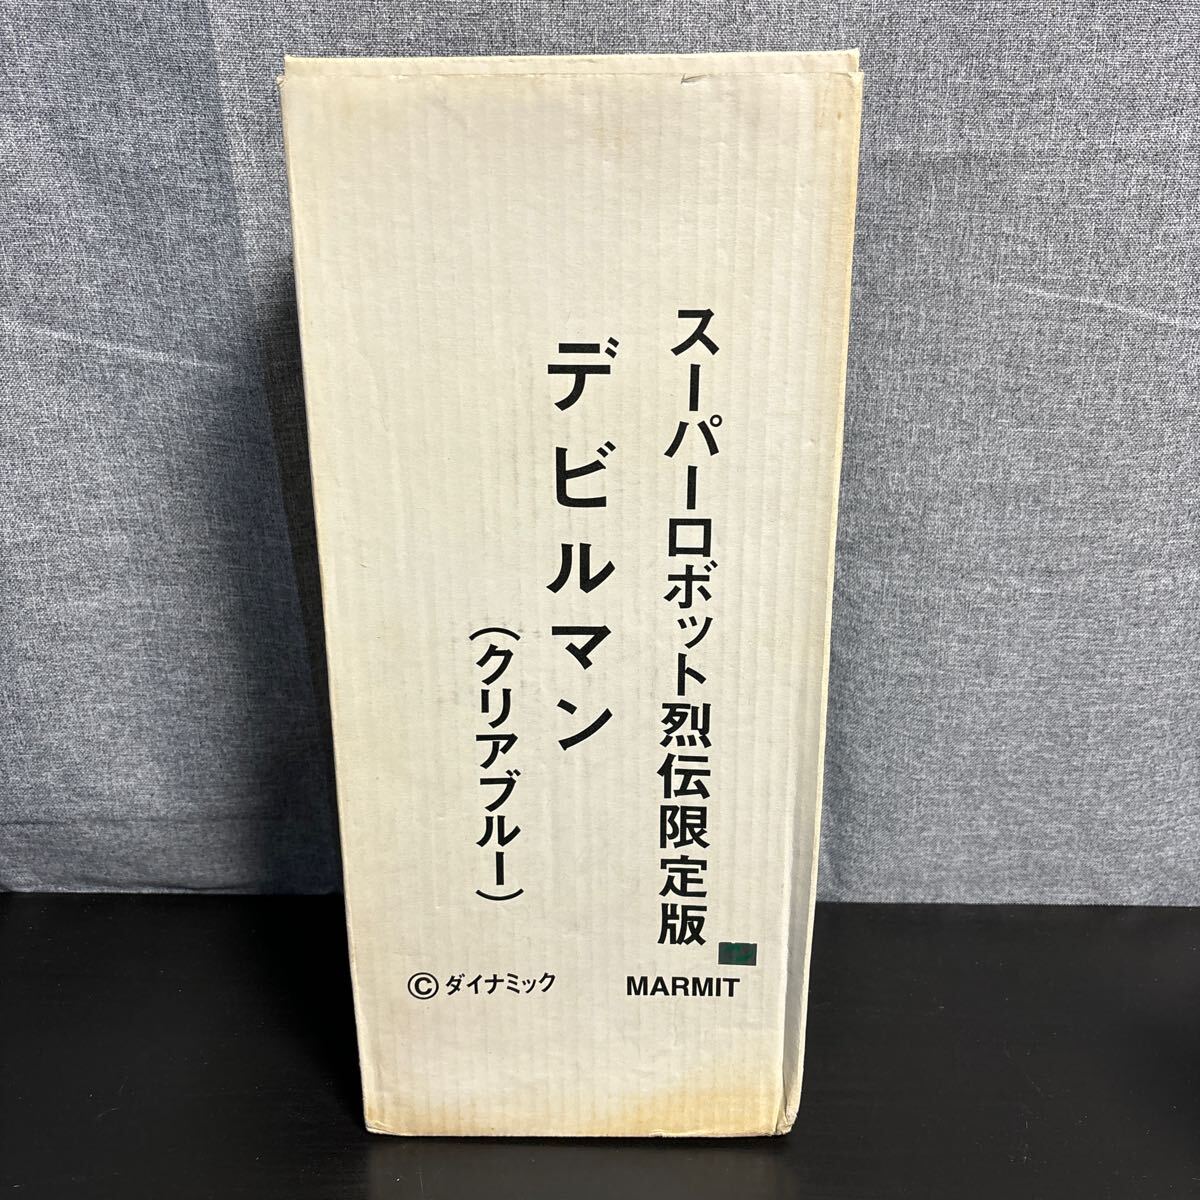 スーパーロボット烈伝限定版
デビルマン
（クリアブルー）
©ダイナミック
MARMIT